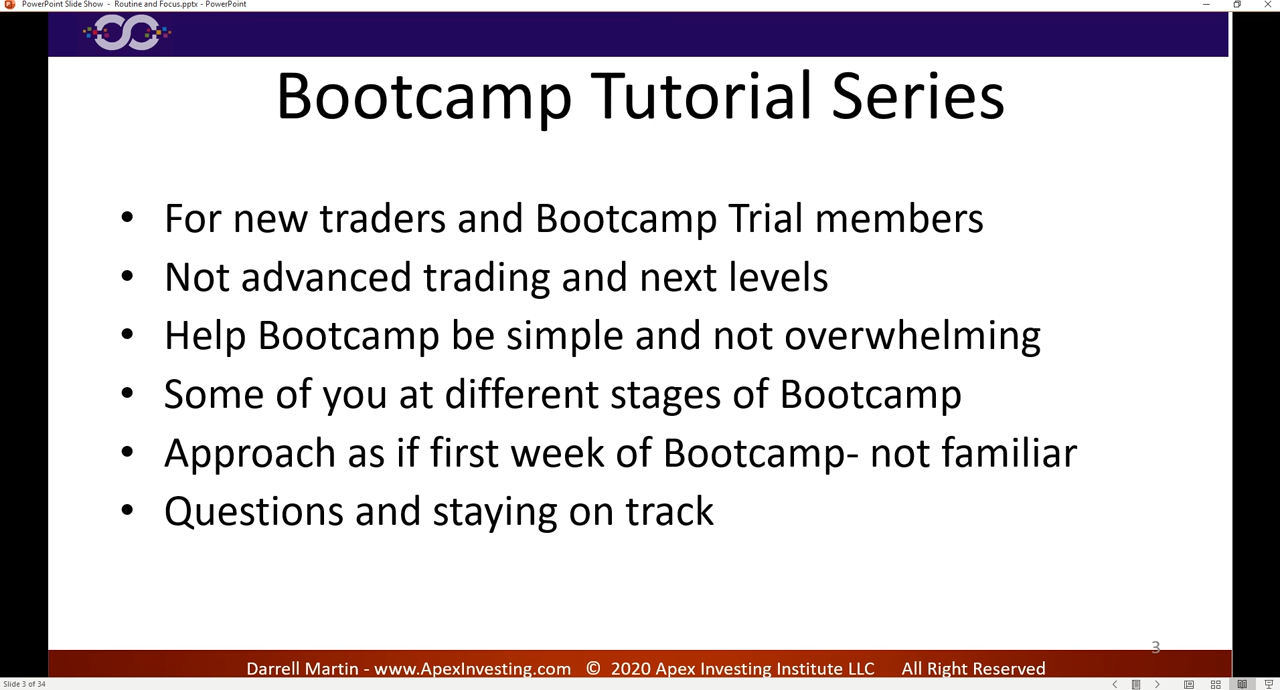 PowerPoint Slide Show - Routine and Focus.pptx - PowerPoint
Bootcamp Tutorial Series
• For new traders and Bootcamp Trial members
• Not advanced trading and next levels
• Help Bootcamp be simple and not overwhelming
• Some of you at different stages of Bootcamp
• Approach as if first week of Bootcamp- not familiar
• Questions and staying on track
3
Darrell Martin - www.ApexInvesting.com © 2020 Apex Investing Institute LLC All Right Reserved
Slide 3 of 34